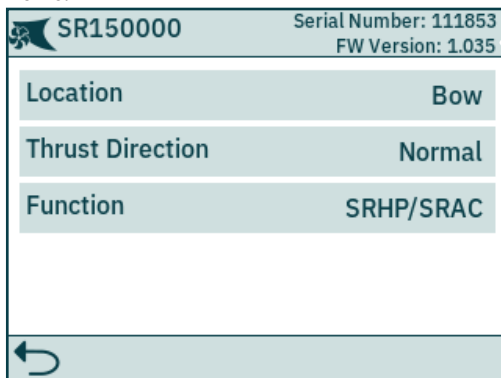 SR150000
Serial Number: 111853
FW Version: 1.035
Location Bow
Thrust Direction Normal
Function SRHP/SRAC